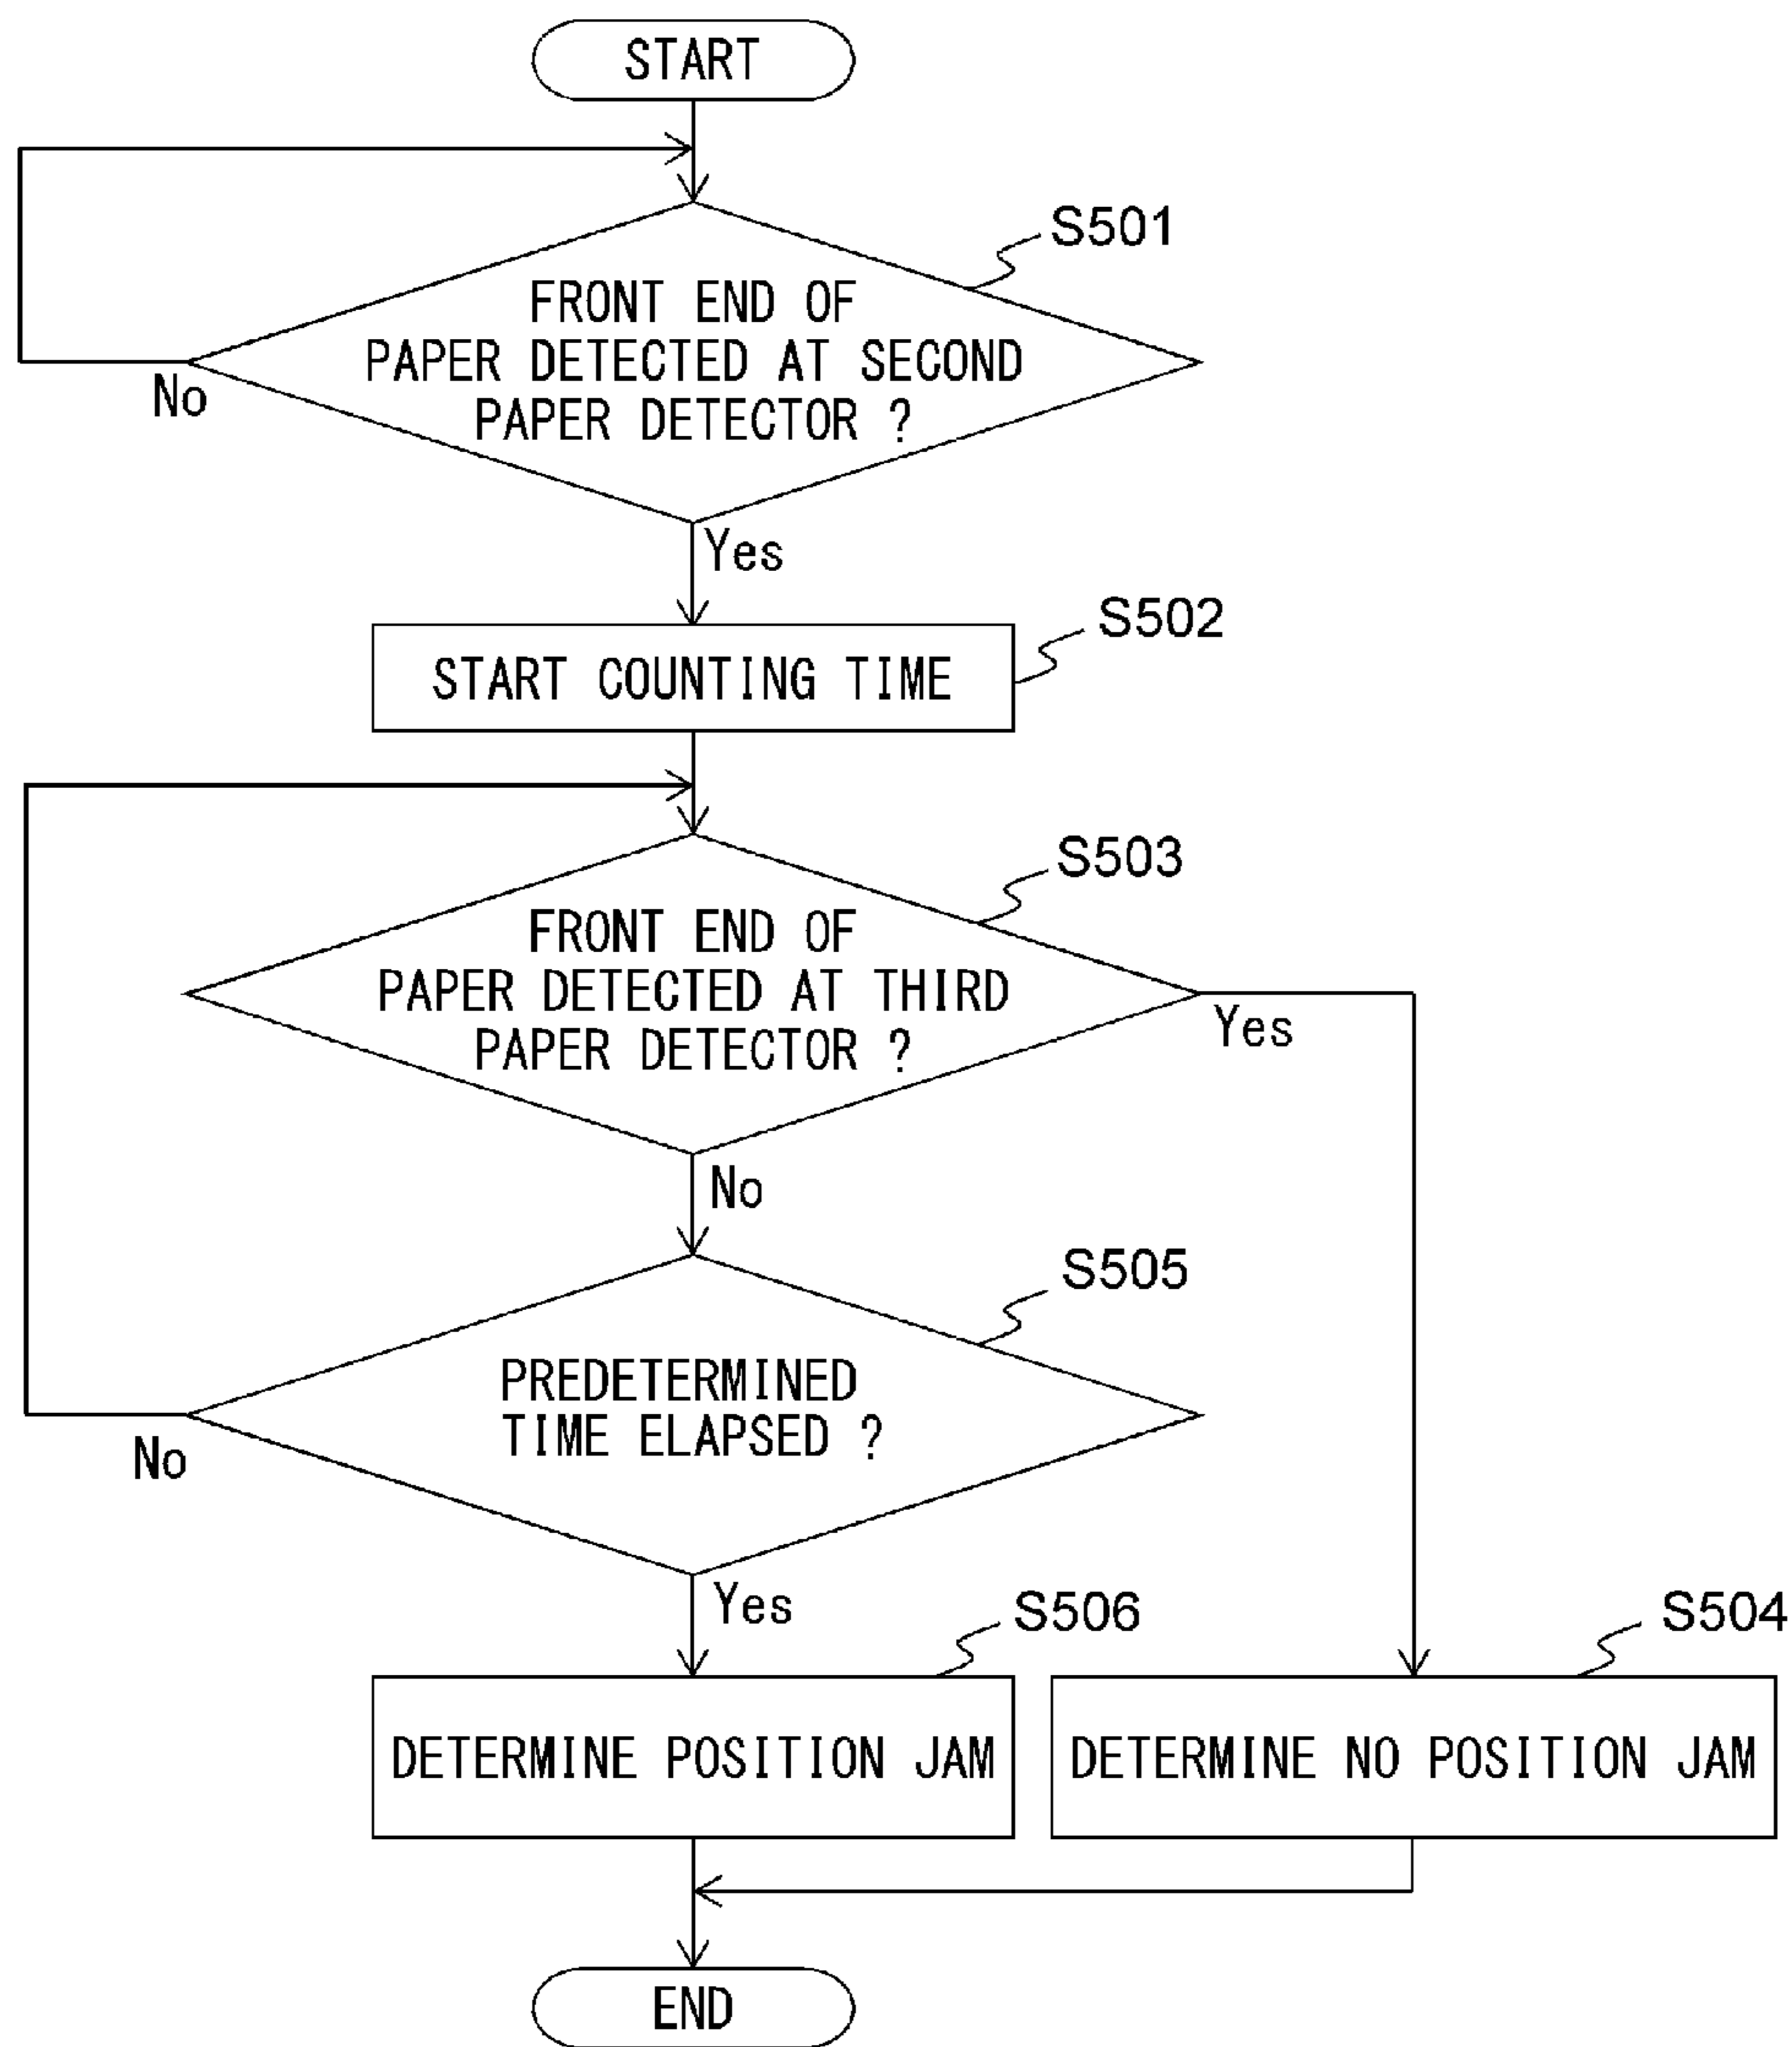 START
S501
FRONT END OF
PAPER DETECTED AT SECOND
PAPER DETECTOR ?
No
Yes
S502
START COUNTING TIME
S503
FRONT END OF
PAPER DETECTED AT THIRD
PAPER DETECTOR ?
Yes
No
S505
PREDETERMINED
TIME ELAPSED ?
No
Yes
S506
S504
DETERMINE POSITION JAM
DETERMINE NO POSITION JAM
END